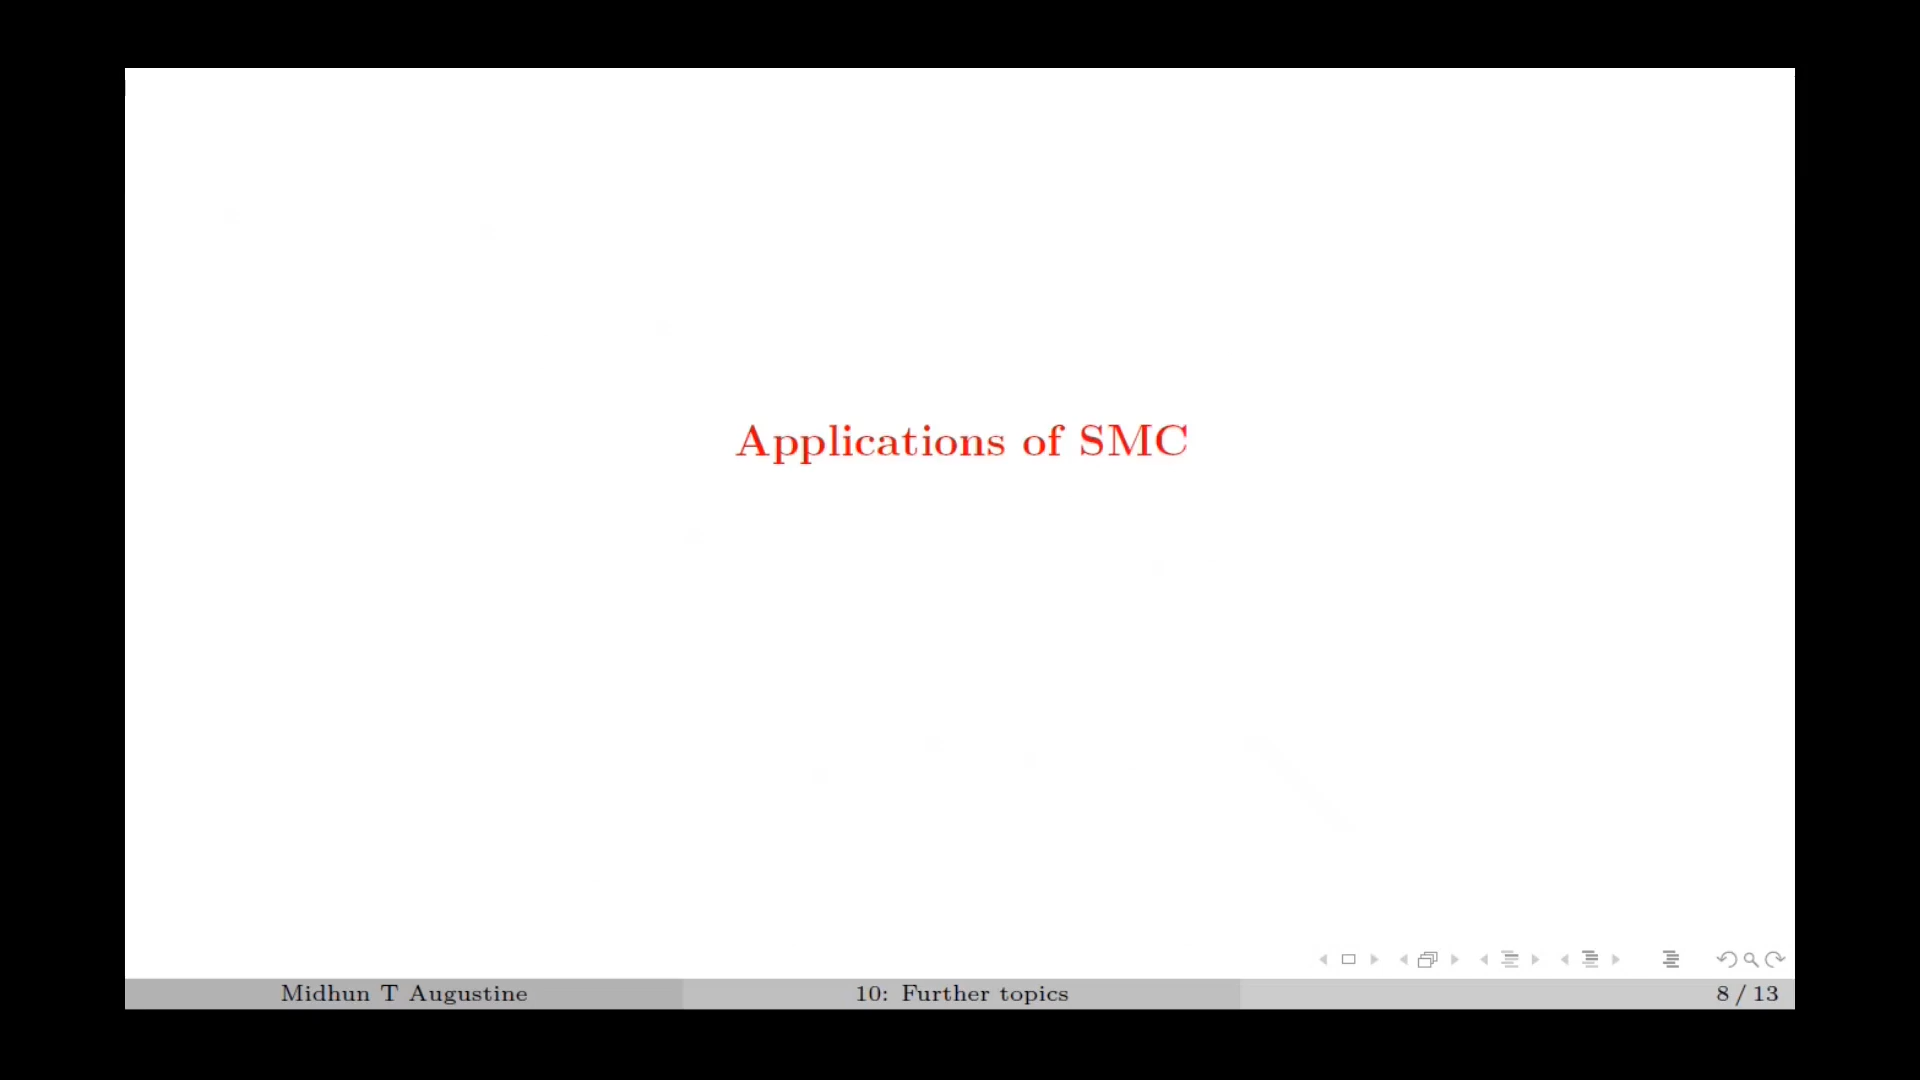 Applications of SMC
Midhun T Augustine
10: Further topics
8 / 13